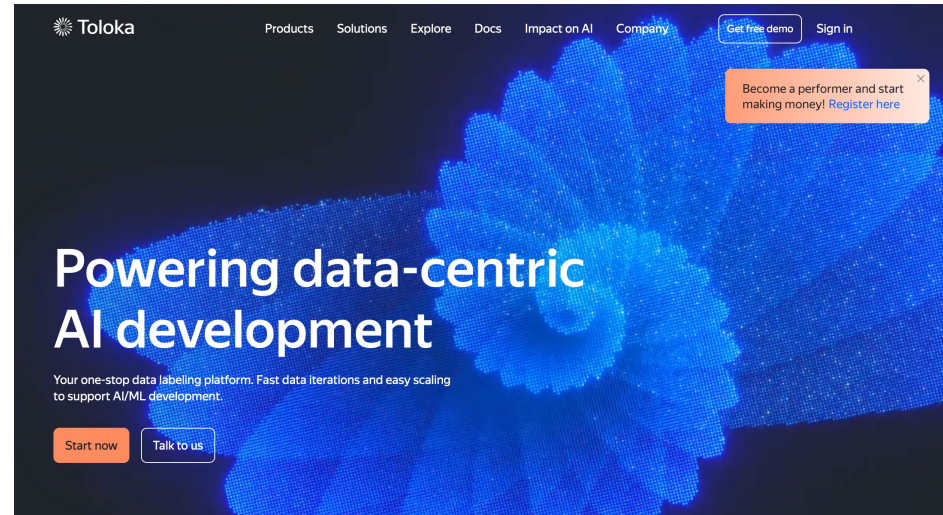 Toloka
Products Solutions Explore Docs Impact on AI Company Get free demo Sign in
Become a performer and start
making money! Register here
Powering data-centric
AI development
Your one-stop data labeling platform. Fast data iterations and easy scaling
to support AI/ML development.
Start now Talk to us